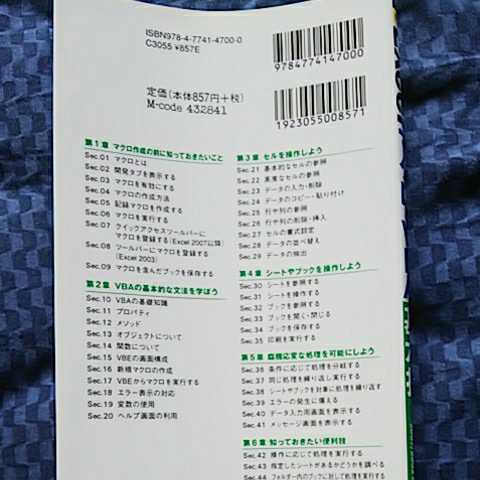 ISBN978-4-7741-4700-0
C3055 ¥857E
9784774147000
定価(本体857円+税)
M-code 432841
1923055008571
第1章 マクロ作成の前に知っておきたいこと
Sec.01 マクロとは
Sec.02 開発タブを表示する
Sec.03 マクロを有効にする
Sec.04 マクロの作成方法
Sec.05 記録マクロを作成する
Sec.06 マクロを実行する
Sec.07 クイックアクセスツールバーに
マクロを登録する(Excel 2007以降)
Sec.08 ツールバーにマクロを登録する
(Excel 2003)
Sec.09 マクロを含んだブックを保存する
第2章 VBAの基本的な文法を学ぼう
Sec.10 VBAの基礎知識
Sec.11 プロパティ
Sec.12 メソッド
Sec.13 オブジェクトについて
Sec.14 関数について
Sec.15 VBEの画面構成
Sec.16 新規マクロの作成
Sec.17 VBEからマクロを実行する
Sec.18 エラー表示の対応
Sec.19 変数の使用
Sec.20 ヘルプ画面の利用
第3章 セルを操作しよう
Sec.21 基本的なセルの参照
Sec.22 高度なセルの参照
Sec.23 データの入力・削除
Sec.24 データのコピー・貼り付け
Sec.25 行や列の参照
Sec.26 行や列の削除・挿入
Sec.27 セルの書式設定
Sec.28 データの並べ替え
Sec.29 データの抽出
第4章 シートやブックを操作しよう
Sec.30 シートを参照する
Sec.31 シートを操作する
Sec.32 ブックを参照する
Sec.33 ブックを開く・閉じる
Sec.34 ブックを保存する
Sec.35 印刷を実行する
第5章 臨機応変な処理を可能にしよう
Sec.36 条件に応じて処理を分岐する
Sec.37 同じ処理を繰り返し実行する
Sec.38 シートやブックを対象に処理を繰り返す
Sec.39 エラーの発生に備える
Sec.40 データ入力用画面を表示する
Sec.41 メッセージ画面を表示する
第6章 知っておきたい便利技
Sec.42 操作に応じて処理を実行する
Sec.43 指定したシートがあるかどうかを調べる
Sec.44 フォルダー内のブックに対して処理を実行する